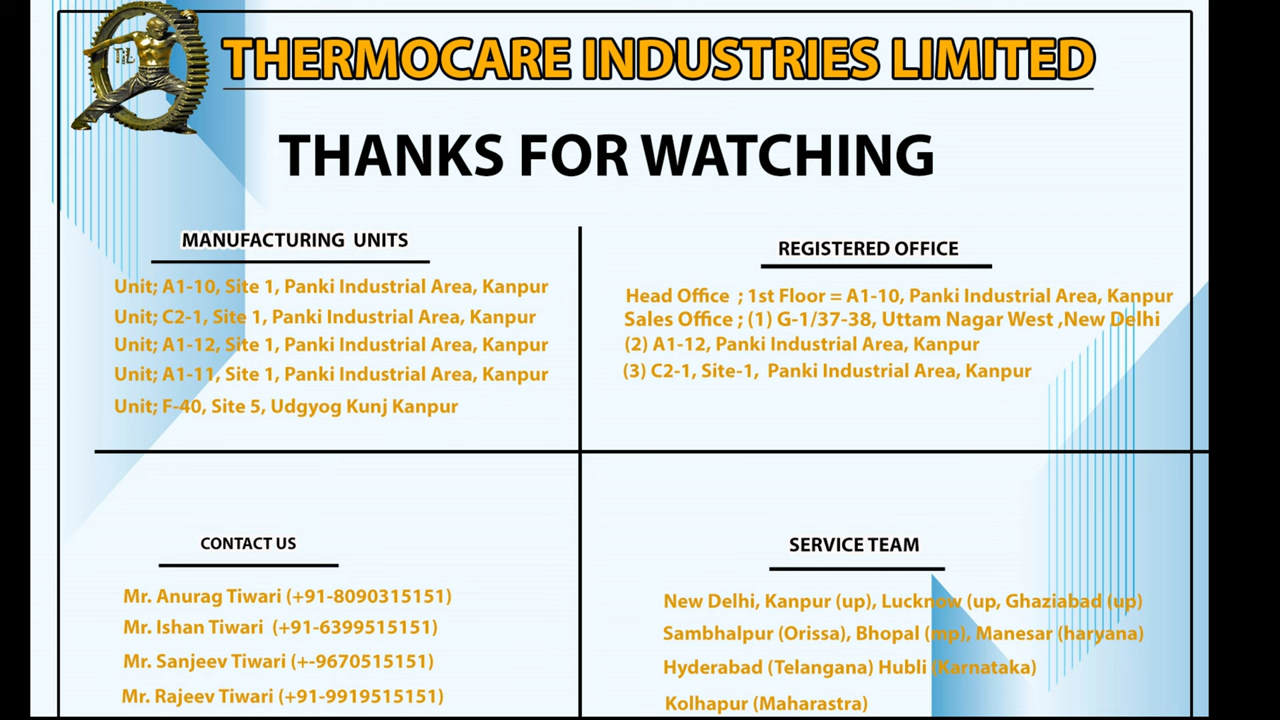 TIL
THERMOCARE INDUSTRIES LIMITED
THANKS FOR WATCHING
MANUFACTURING UNITS
Unit; A1-10, Site 1, Panki Industrial Area, Kanpur
Unit; C2-1, Site 1, Panki Industrial Area, Kanpur
Unit; A1-12, Site 1, Panki Industrial Area, Kanpur
Unit; A1-11, Site 1, Panki Industrial Area, Kanpur
Unit; F-40, Site 5, Udgyog Kunj Kanpur
REGISTERED OFFICE
Head Office ; 1st Floor = A1-10, Panki Industrial Area, Kanpur
Sales Office ; (1) G-1/37-38, Uttam Nagar West ,New Delhi
(2) A1-12, Panki Industrial Area, Kanpur
(3) C2-1, Site-1, Panki Industrial Area, Kanpur
CONTACT US
Mr. Anurag Tiwari (+91-8090315151)
Mr. Ishan Tiwari (+91-6399515151)
Mr. Sanjeev Tiwari (+-9670515151)
Mr. Rajeev Tiwari (+91-9919515151)
SERVICE TEAM
New Delhi, Kanpur (up), Lucknow (up, Ghaziabad (up)
Sambhalpur (Orissa), Bhopal (mp), Manesar (haryana)
Hyderabad (Telangana) Hubli (Karnataka)
Kolhapur (Maharastra)